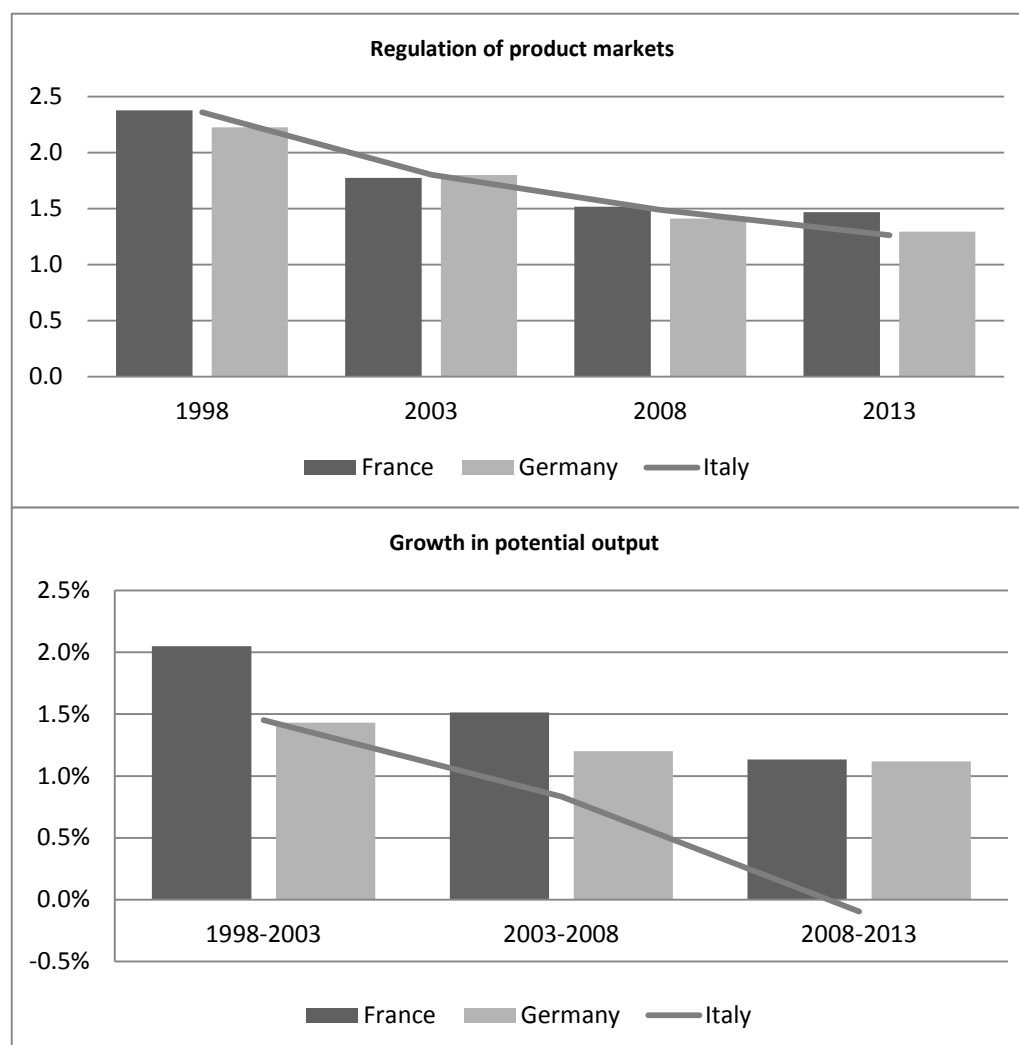 Regulation of product markets
2.5
2.0
1.5
1.0
0.5
0.0
1998 2003 2008 2013
France Germany Italy
Growth in potential output
2.5%
2.0%
1.5%
1.0%
0.5%
0.0%
1998-2003 2003-2008 2008-2013
-0.5%
France Germany Italy